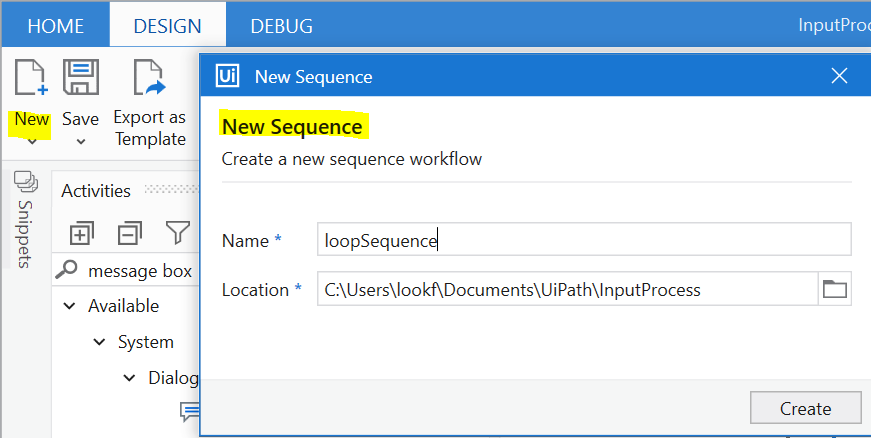 HOME DESIGN DEBUG InputProc
Ui New Sequence
New Save Export as
Template
New Sequence
Create a new sequence workflow
Snippets
Activities
Name * loopSequence
message box
Location * C:\Users\lookf\Documents\UiPath\InputProcess
Available
System
Dialog
Create